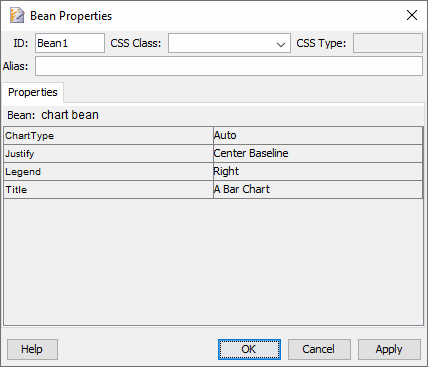 Bean Properties
ID: Bean1 CSS Class: CSS Type:
Alias:
Properties
Bean: chart bean
ChartType Auto
Justify Center Baseline
Legend Right
Title A Bar Chart
Help OK Cancel Apply